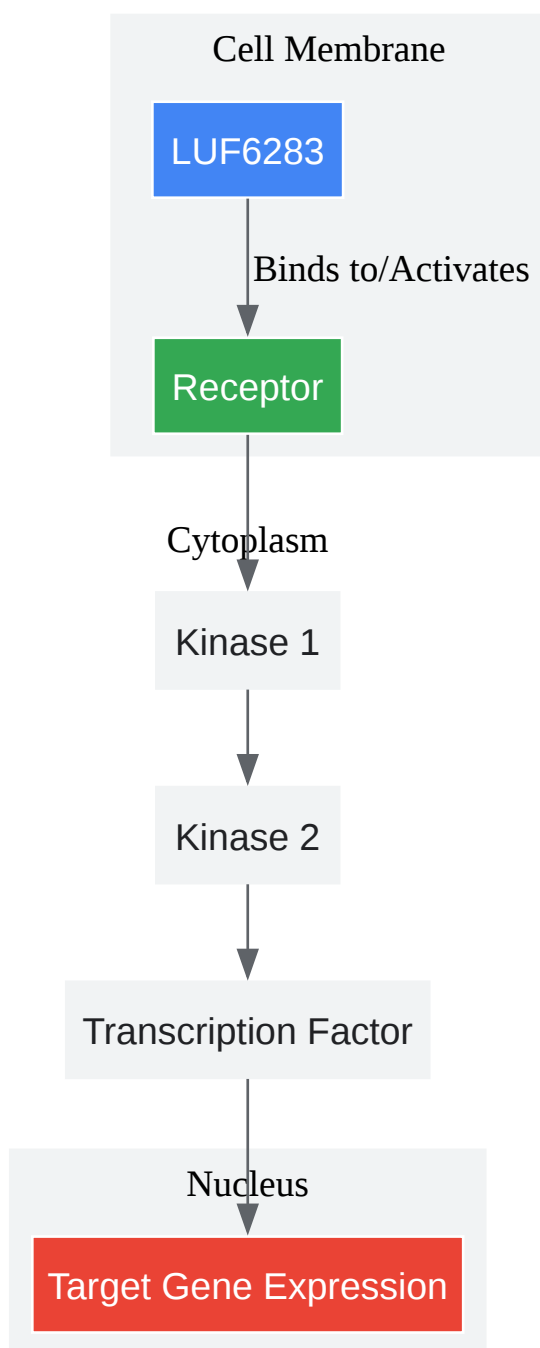 Cell Membrane
LUF6283
Binds to/Activates
Receptor
Cytoplasm
Kinase 1
Kinase 2
Transcription Factor
Nucleus
Target Gene Expression